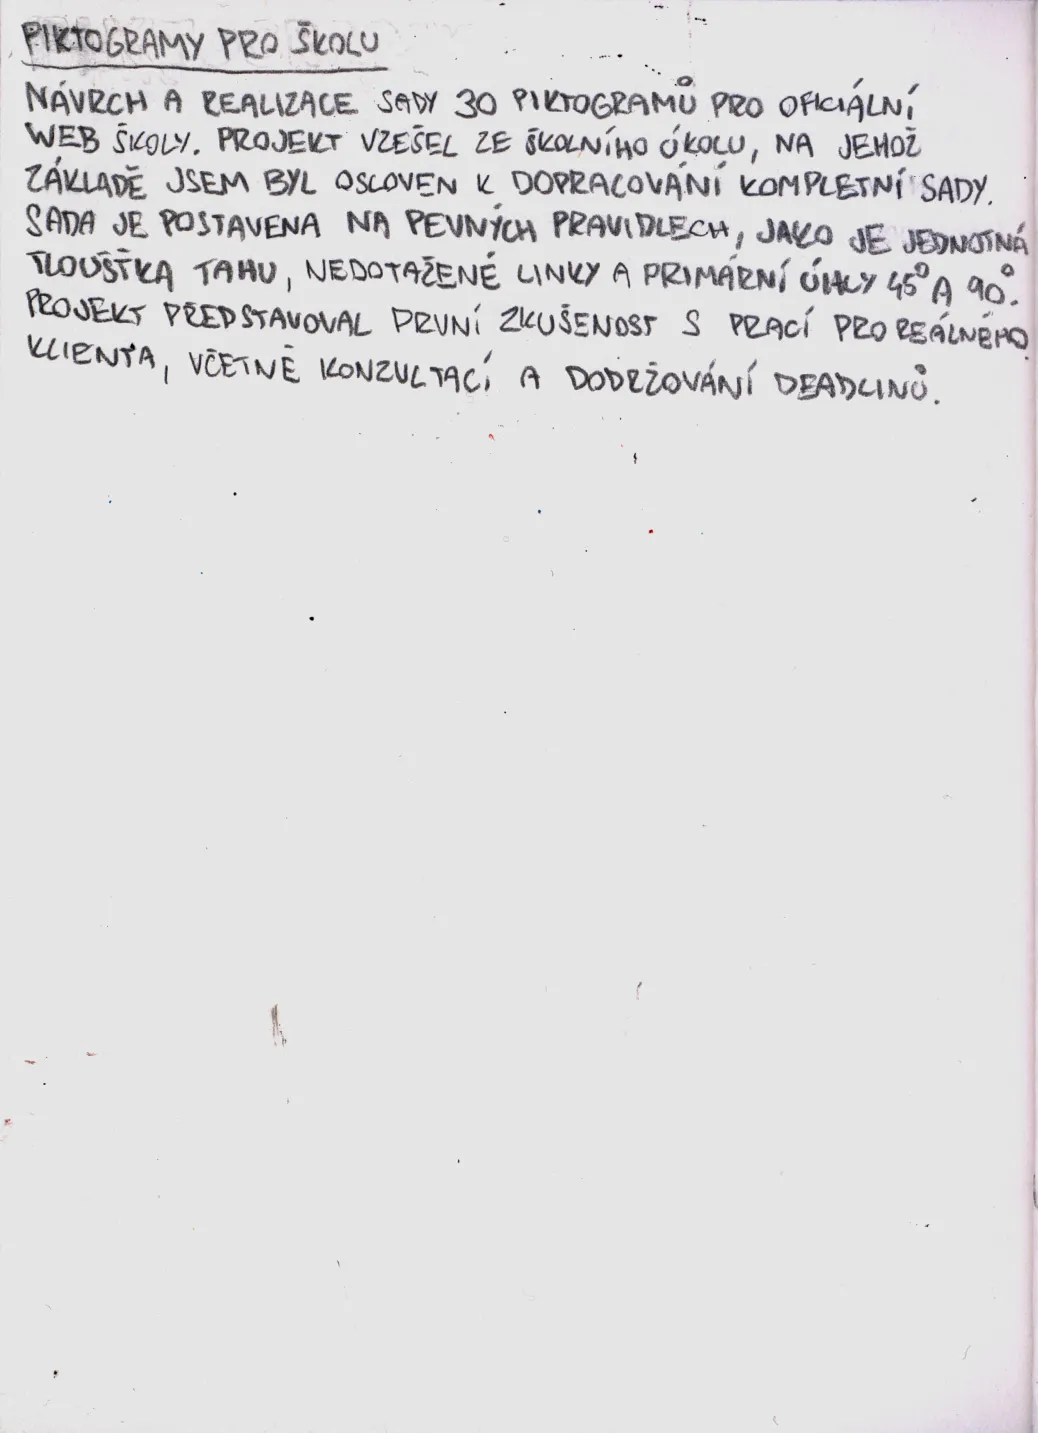 PIKTOGRAMY PRO ŠKOLU
NÁVRCH A REALIZACE SADY 30 PIKTOGRAMŮ PRO OFICIÁLNÍ
WEB ŠKOLY. PROJEKT VZEŠEL ZE ŠKOLNÍHO ÚKOLU, NA JEHOŽ
ZÁKLADĚ JSEM BYL OSLOVEN K DOPRACOVÁNÍ KOMPLETNÍ SADY.
SADA JE POSTAVENA NA PEVNÝCH PRAVIDLECH, JAKO JE JEDNOTNÁ
TLOUŠŤKA TAHU, NEDOTAŽENÉ LINKY A PRIMÁRNÍ ÚHLY 45° A 90°.
PROJEKT PŘEDSTAVOVAL PRVNÍ ZKUŠENOST S PRACÍ PRO REÁLNÉHO
KLIENTA, VČETNĚ KONZULTACÍ A DODRŽOVÁNÍ DEADLINŮ.